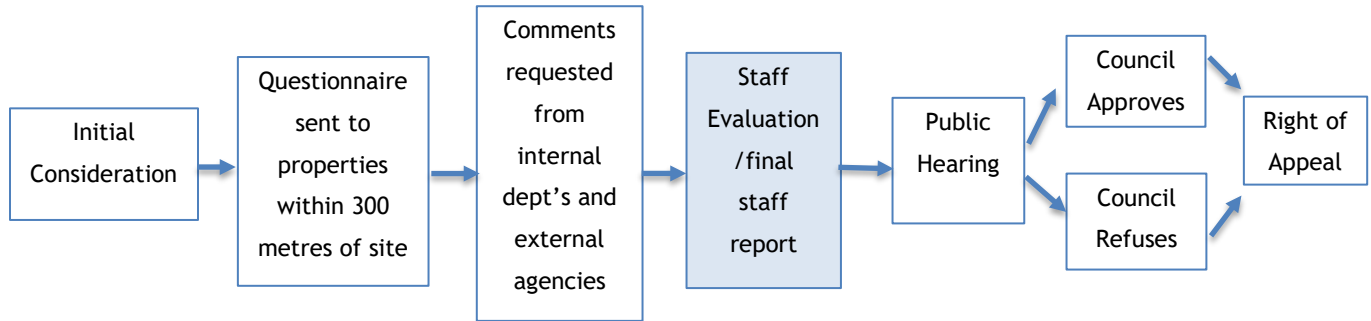 Initial
Consideration
Questionnaire
sent to
properties
within 300
metres of site
Comments
requested
from
internal
dept’s and
external
agencies
Staff
Evaluation
/final
staff
report
Public
Hearing
Council
Approves
Council
Refuses
Right of
Appeal